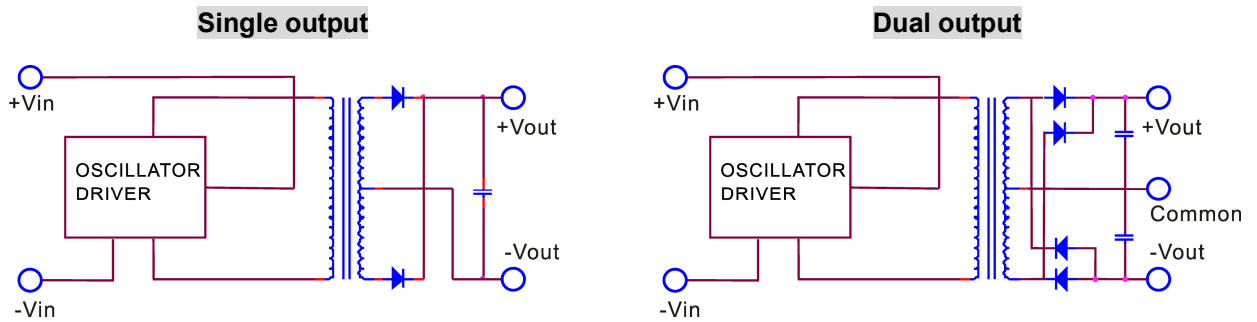 Single output
+Vin
OSCILLATOR
DRIVER
+Vout
-Vout
-Vin
Dual output
+Vin
OSCILLATOR
DRIVER
+Vout
Common
-Vout
-Vin